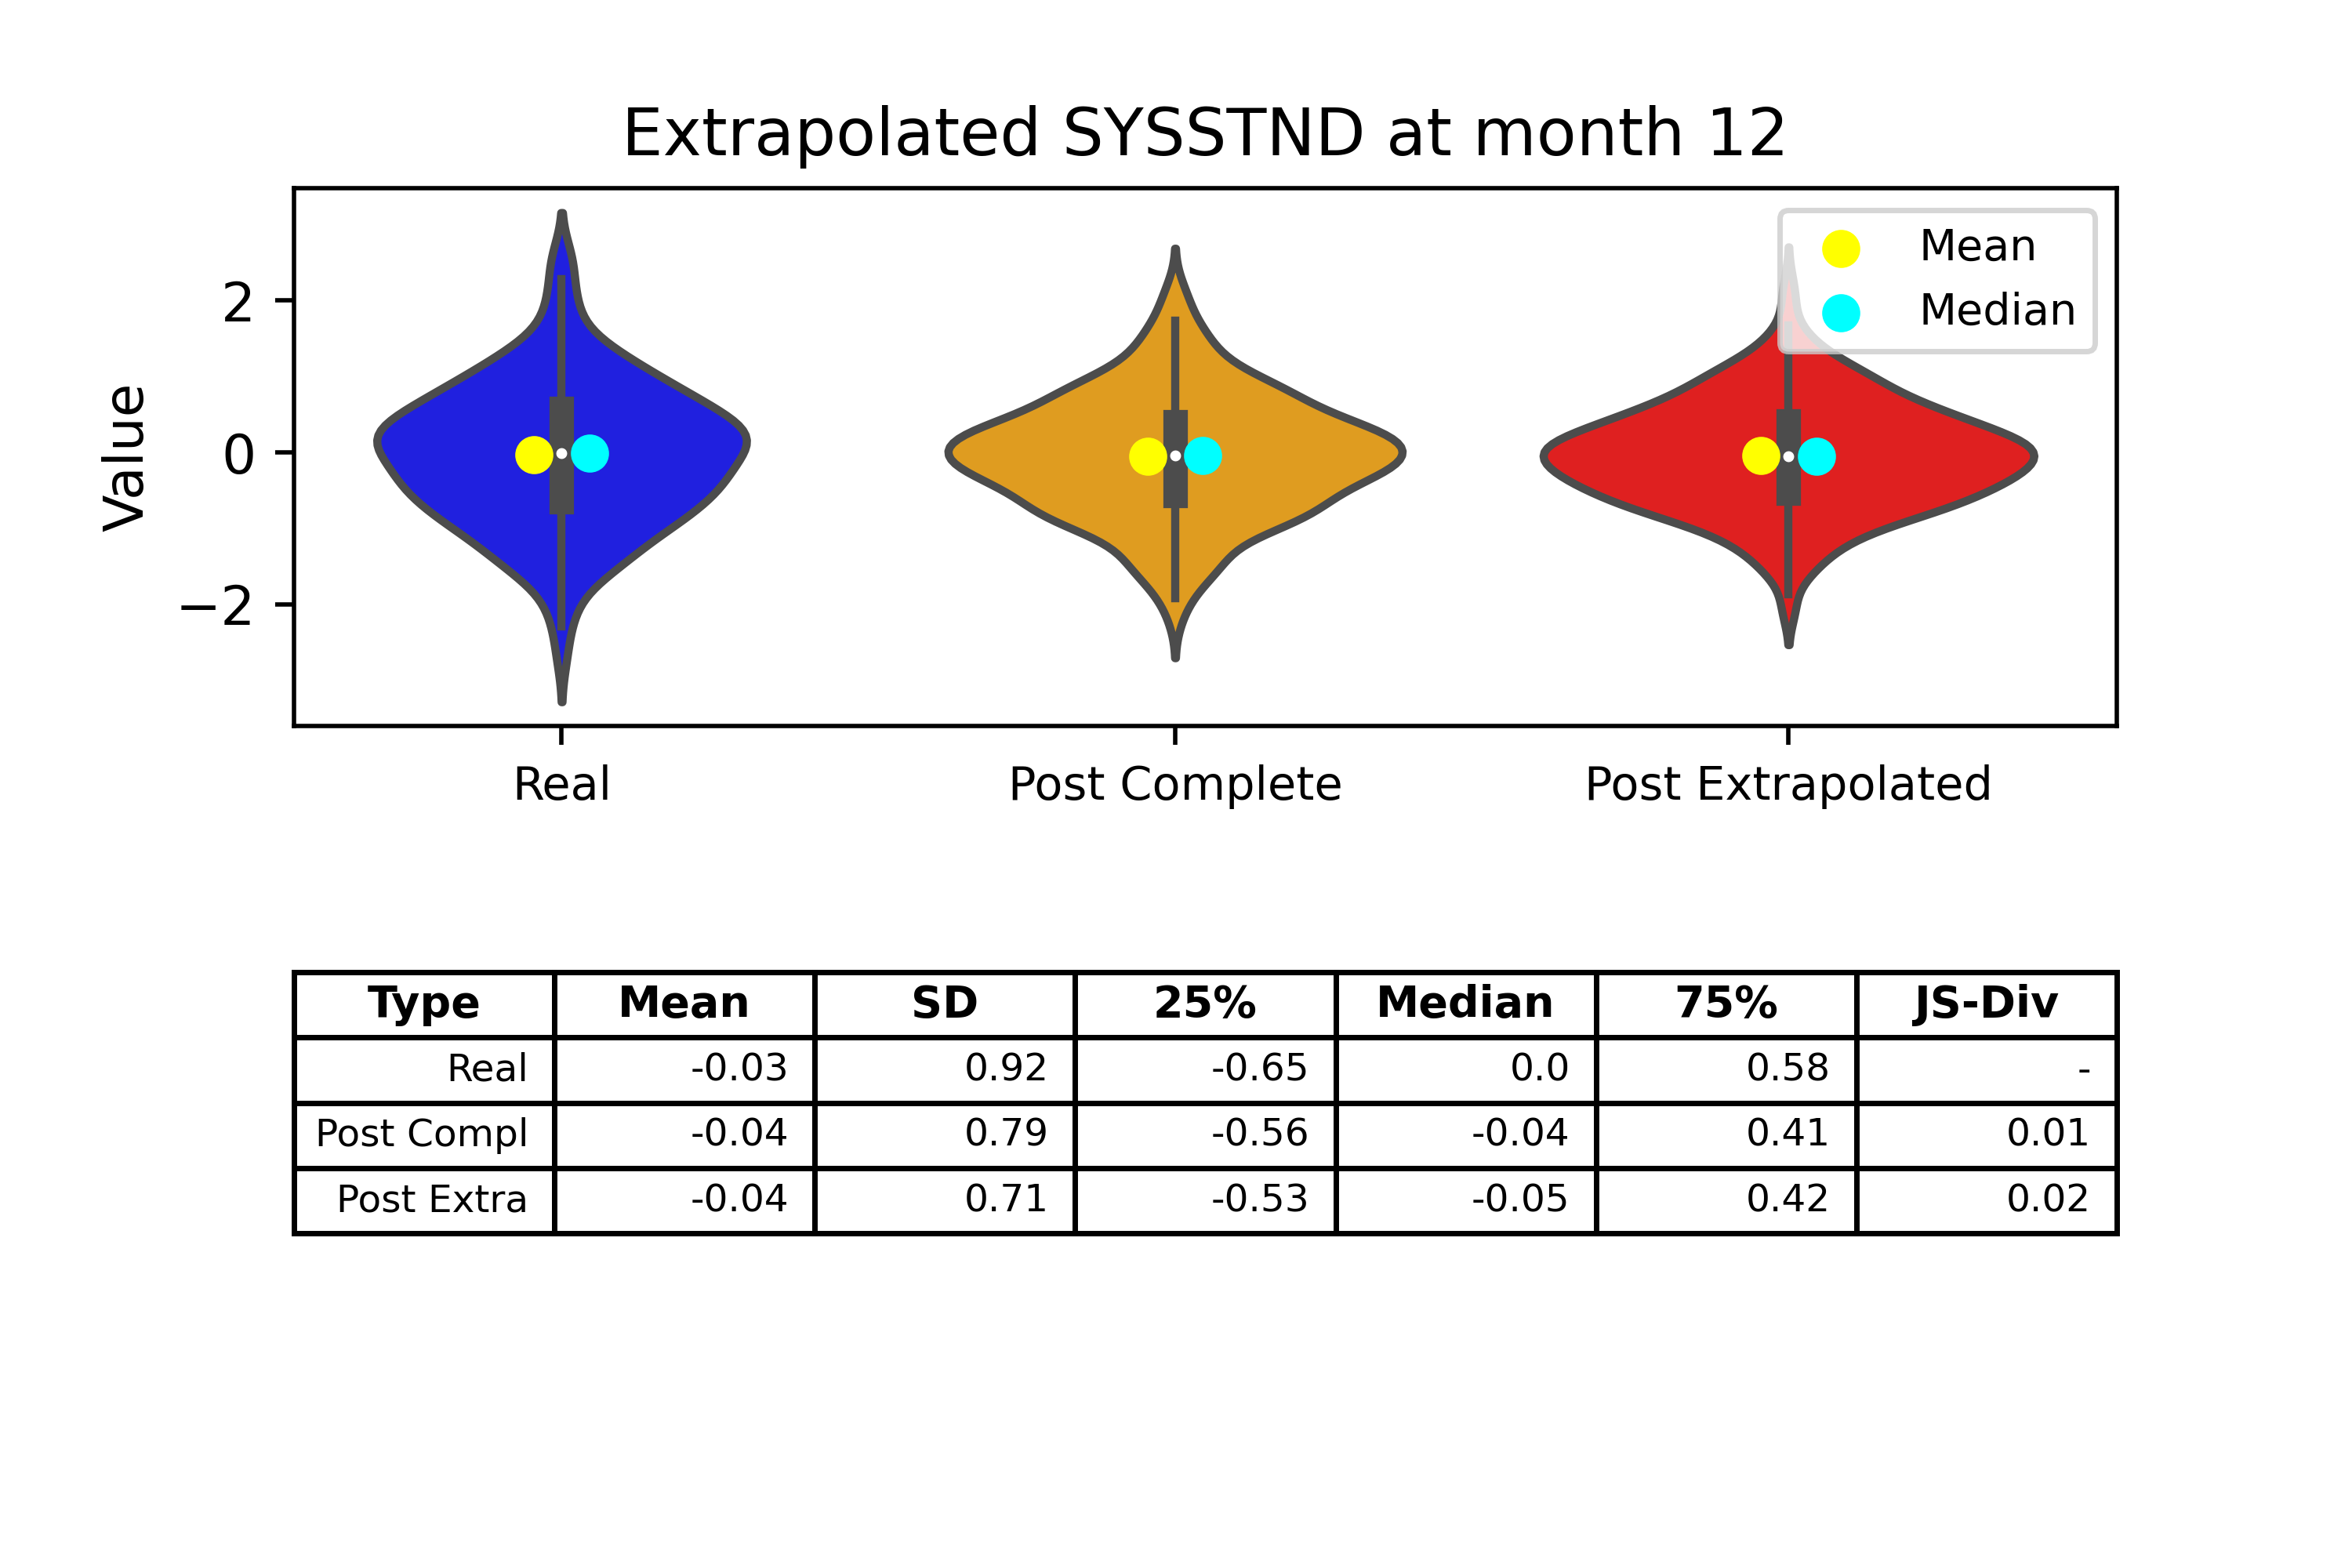 Extrapolated SYSSTND at month 12
Mean
Median
Value
2
0
−2
Real Post Complete Post Extrapolated
Type Mean SD 25% Median 75% JS-Div
Real -0.03 0.92 -0.65 0.0 0.58 -
Post Compl -0.04 0.79 -0.56 -0.04 0.41 0.01
Post Extra -0.04 0.71 -0.53 -0.05 0.42 0.02